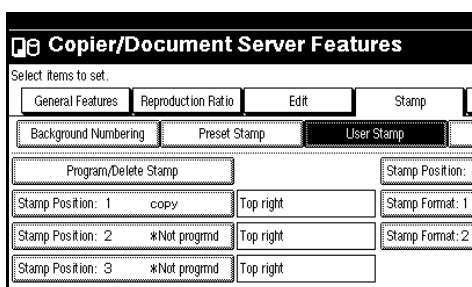 Copier/Document Server Features
Select items to set.
General Features Reproduction Ratio Edit Stamp
Background Numbering Preset Stamp User Stamp
Program/Delete Stamp Stamp Position:
Stamp Position: 1 copy Top right Stamp Format: 1
Stamp Position: 2 *Not progrmd Top right Stamp Format: 2
Stamp Position: 3 *Not progrmd Top right